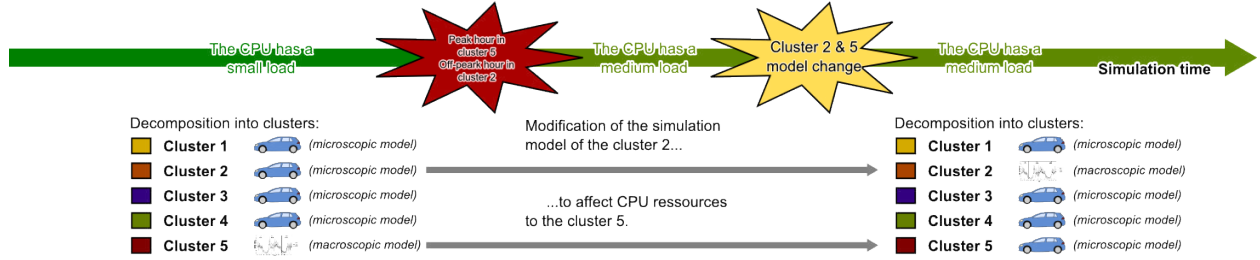 The CPU has a
small load
Peak hour in
cluster 5
Off-peark hour in
cluster 2
The CPU has a
medium load
Cluster 2 & 5
model change
The CPU has a
medium load
Simulation time
Decomposition into clusters:
Cluster 1 (microscopic model)
Cluster 2 (microscopic model)
Cluster 3 (microscopic model)
Cluster 4 (microscopic model)
Cluster 5 (macroscopic model)
Modification of the simulation
model of the cluster 2...
...to affect CPU ressources
to the cluster 5.
Decomposition into clusters:
Cluster 1 (microscopic model)
Cluster 2 (macroscopic model)
Cluster 3 (microscopic model)
Cluster 4 (microscopic model)
Cluster 5 (microscopic model)